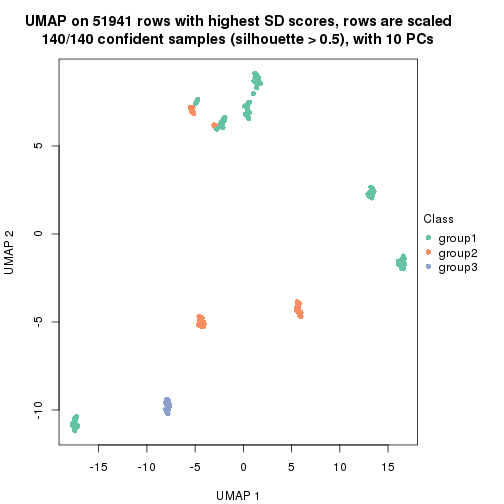 UMAP on 51941 rows with highest SD scores, rows are scaled
140/140 confident samples (silhouette > 0.5), with 10 PCs
5
0
-5
-10
UMAP 2
-15
-10
-5
0
5
10
15
UMAP 1
Class
group1
group2
group3